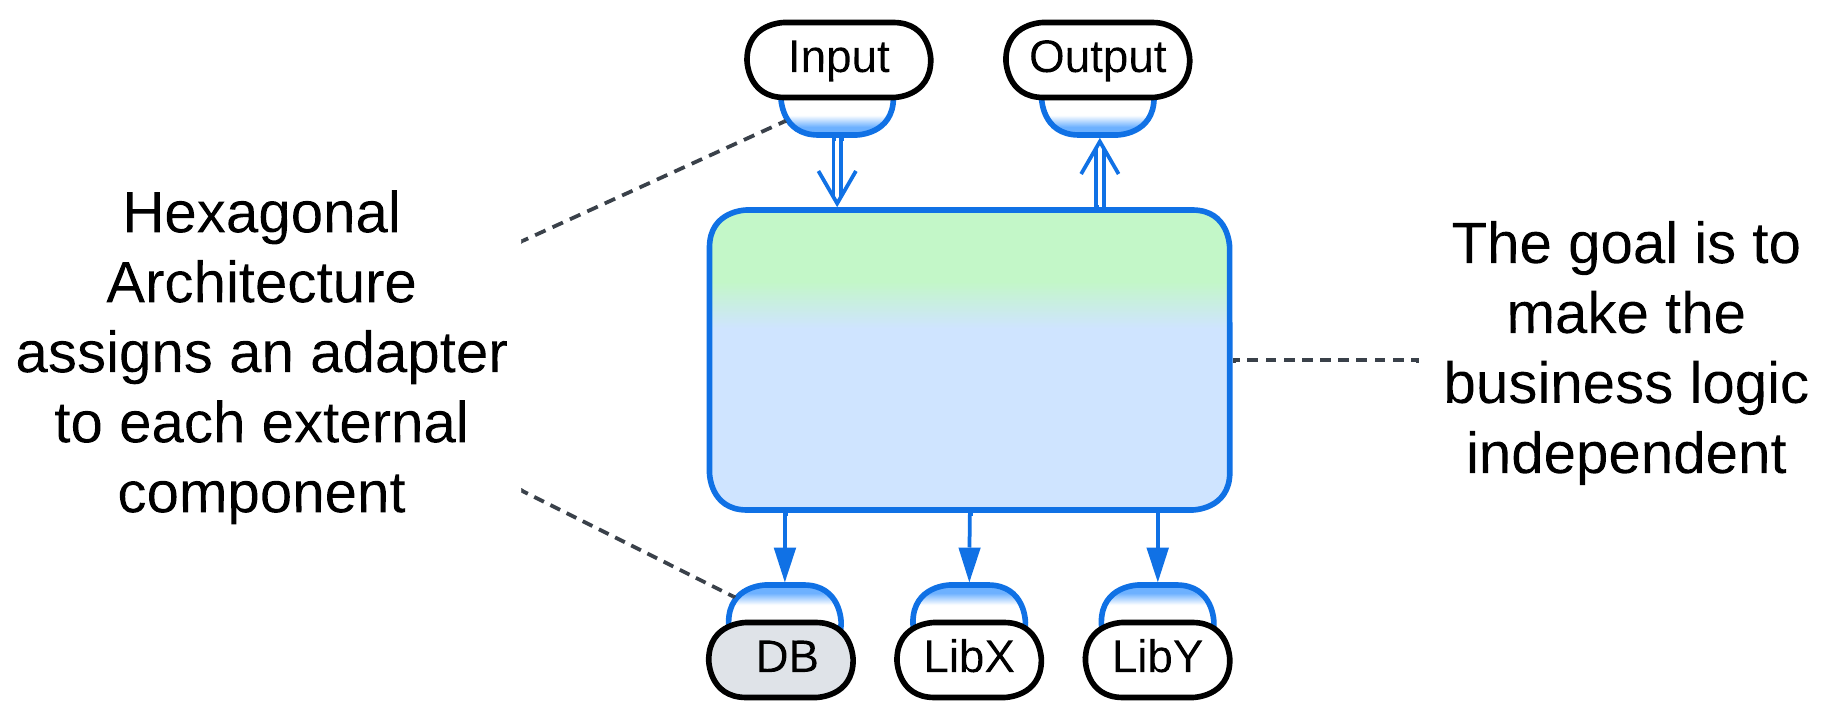 Input
Output
Hexagonal
Architecture
assigns an adapter
to each external
component
The goal is to
make the
business logic
independent
DB
LibX
LibY